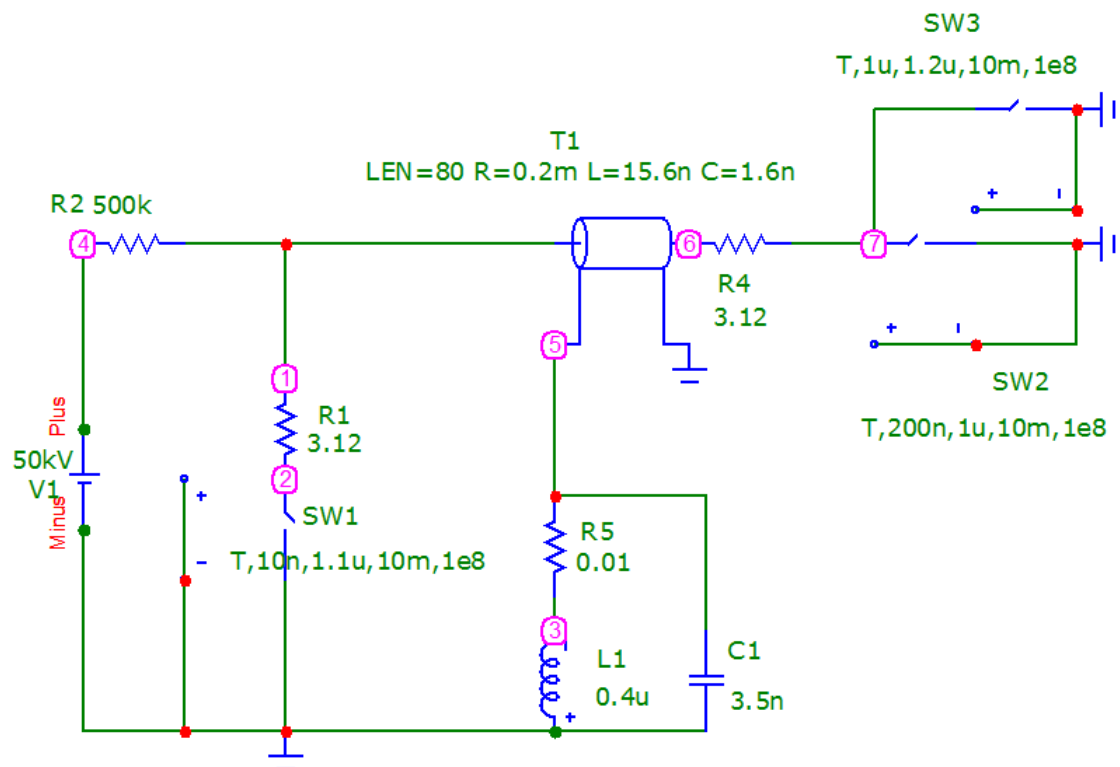 SW3
T,1u,1.2u,10m,1e8
T1
LEN=80 R=0.2m L=15.6n C=1.6n
R2 500k
+ -
4
6
7
R4
3.12
5
+ -
1
SW2
R1
3.12
T,200n,1u,10m,1e8
Plus
50kV
V1
Minus
2
+
SW1
R5
0.01
-
T,10n,1.1u,10m,1e8
3
L1
0.4u
C1
3.5n
+